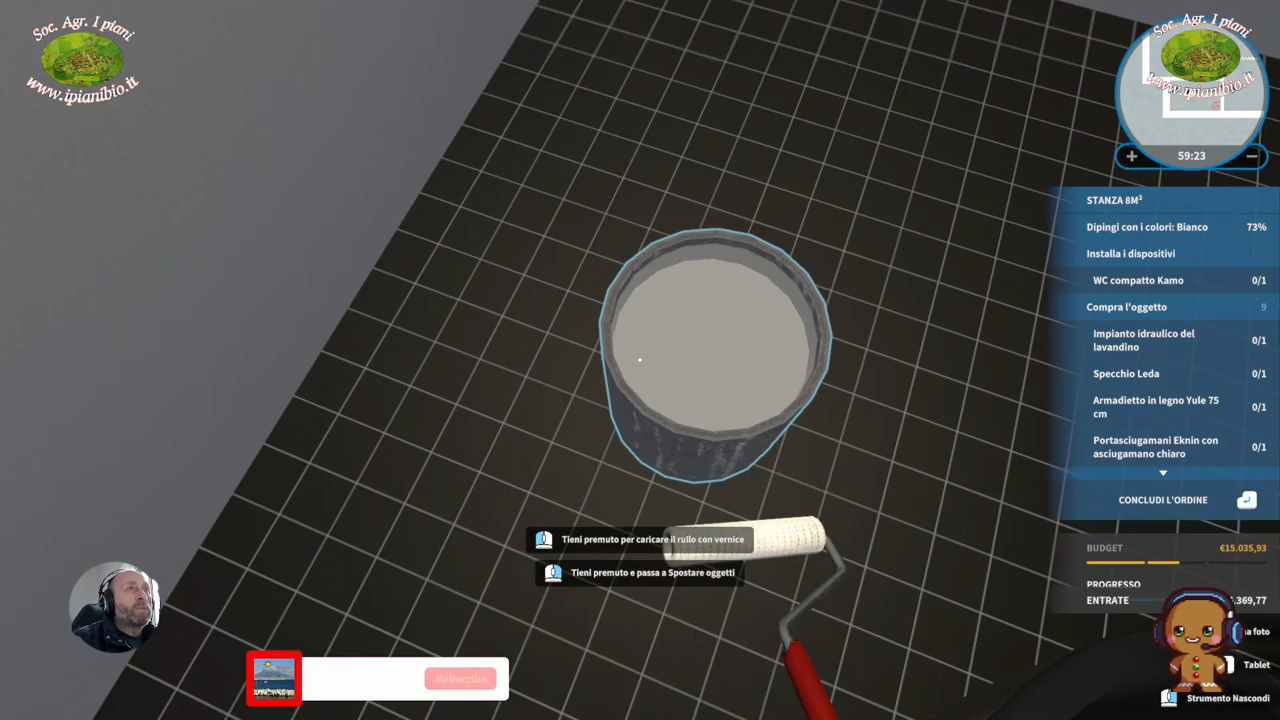 Soc. Agr. I piani
www.ipianibio.it
Soc. Agr. I piani
www.ipianibio.it
+ 59:23 −
STANZA 8M²
Dipingi con i colori: Bianco 73%
Installa i dispositivi
WC compatto Kamo 0/1
Compra l'oggetto 9
Impianto idraulico del
lavandino 0/1
Specchio Leda 0/1
Armadietto in legno Yule 75
cm 0/1
Portasciugamani Eknin con
asciugamano chiaro 0/1
CONCLUDI L'ORDINE
Tieni premuto per caricare il rullo con vernice
Tieni premuto e passa a Spostare oggetti
BUDGET €15.035,93
PROGRESSO
ENTRATE .369,77
na foto
Tablet
Strumento Nascondi
Subscribe